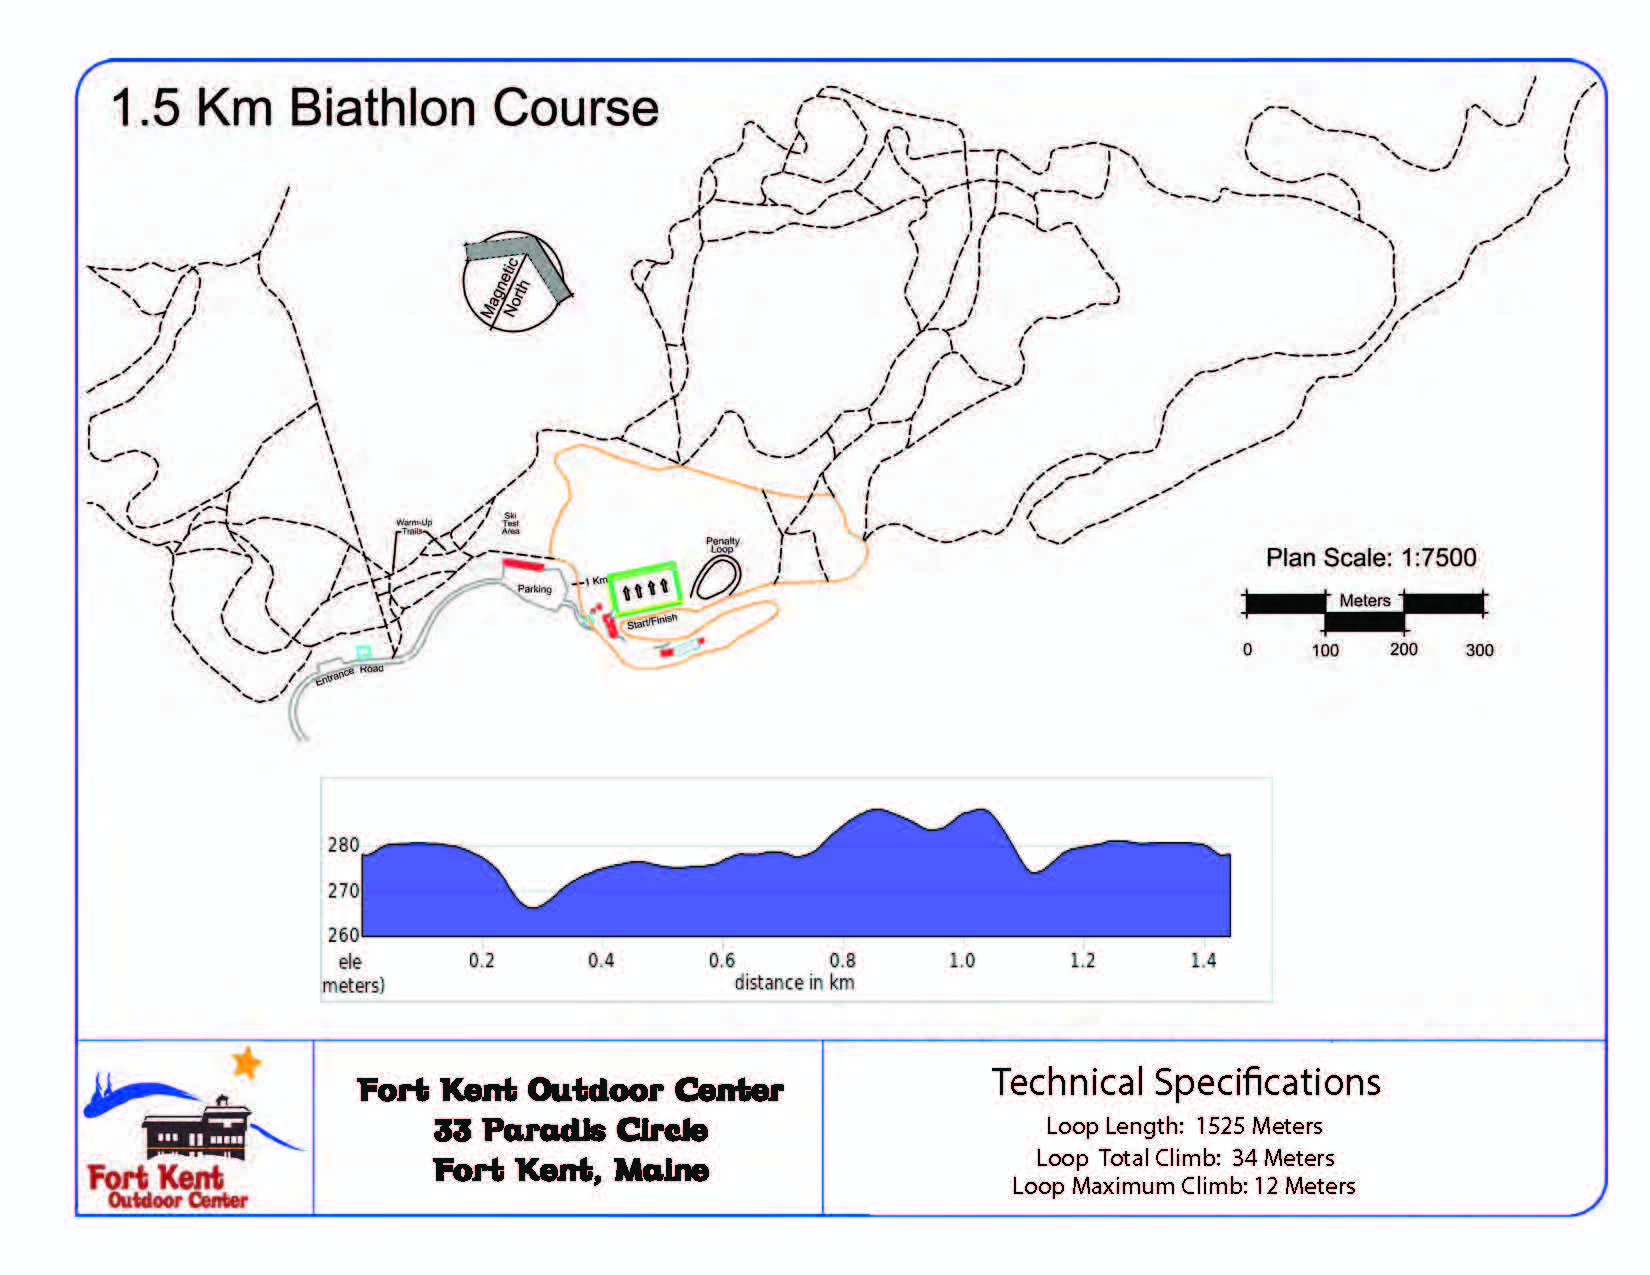 1.5 Km Biathlon Course
Magnetic
North
Warm-Up
Trails
Ski
Test
Area
Penalty
Loop
Parking
1 Km
Start/Finish
Entrance Road
Plan Scale: 1:7500
Meters
0 100 200 300
280
270
260
ele
meters)
0.2 0.4 0.6 0.8 1.0 1.2 1.4
distance in km
Fort Kent
Outdoor Center
Fort Kent Outdoor Center
33 Paradis Circle
Fort Kent, Maine
Technical Specifications
Loop Length: 1525 Meters
Loop Total Climb: 34 Meters
Loop Maximum Climb: 12 Meters